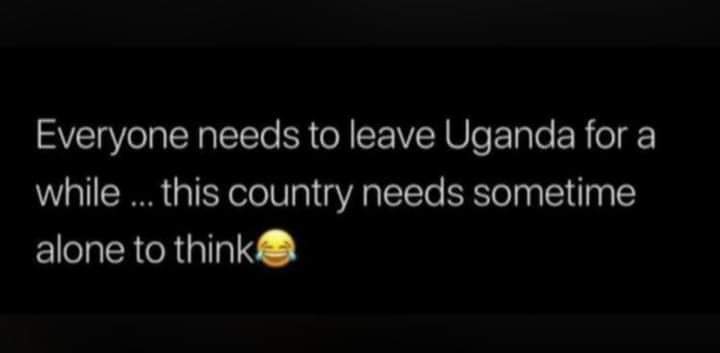 Everyone needs to leave Uganda for a
while ... this country needs sometime
alone to think😂